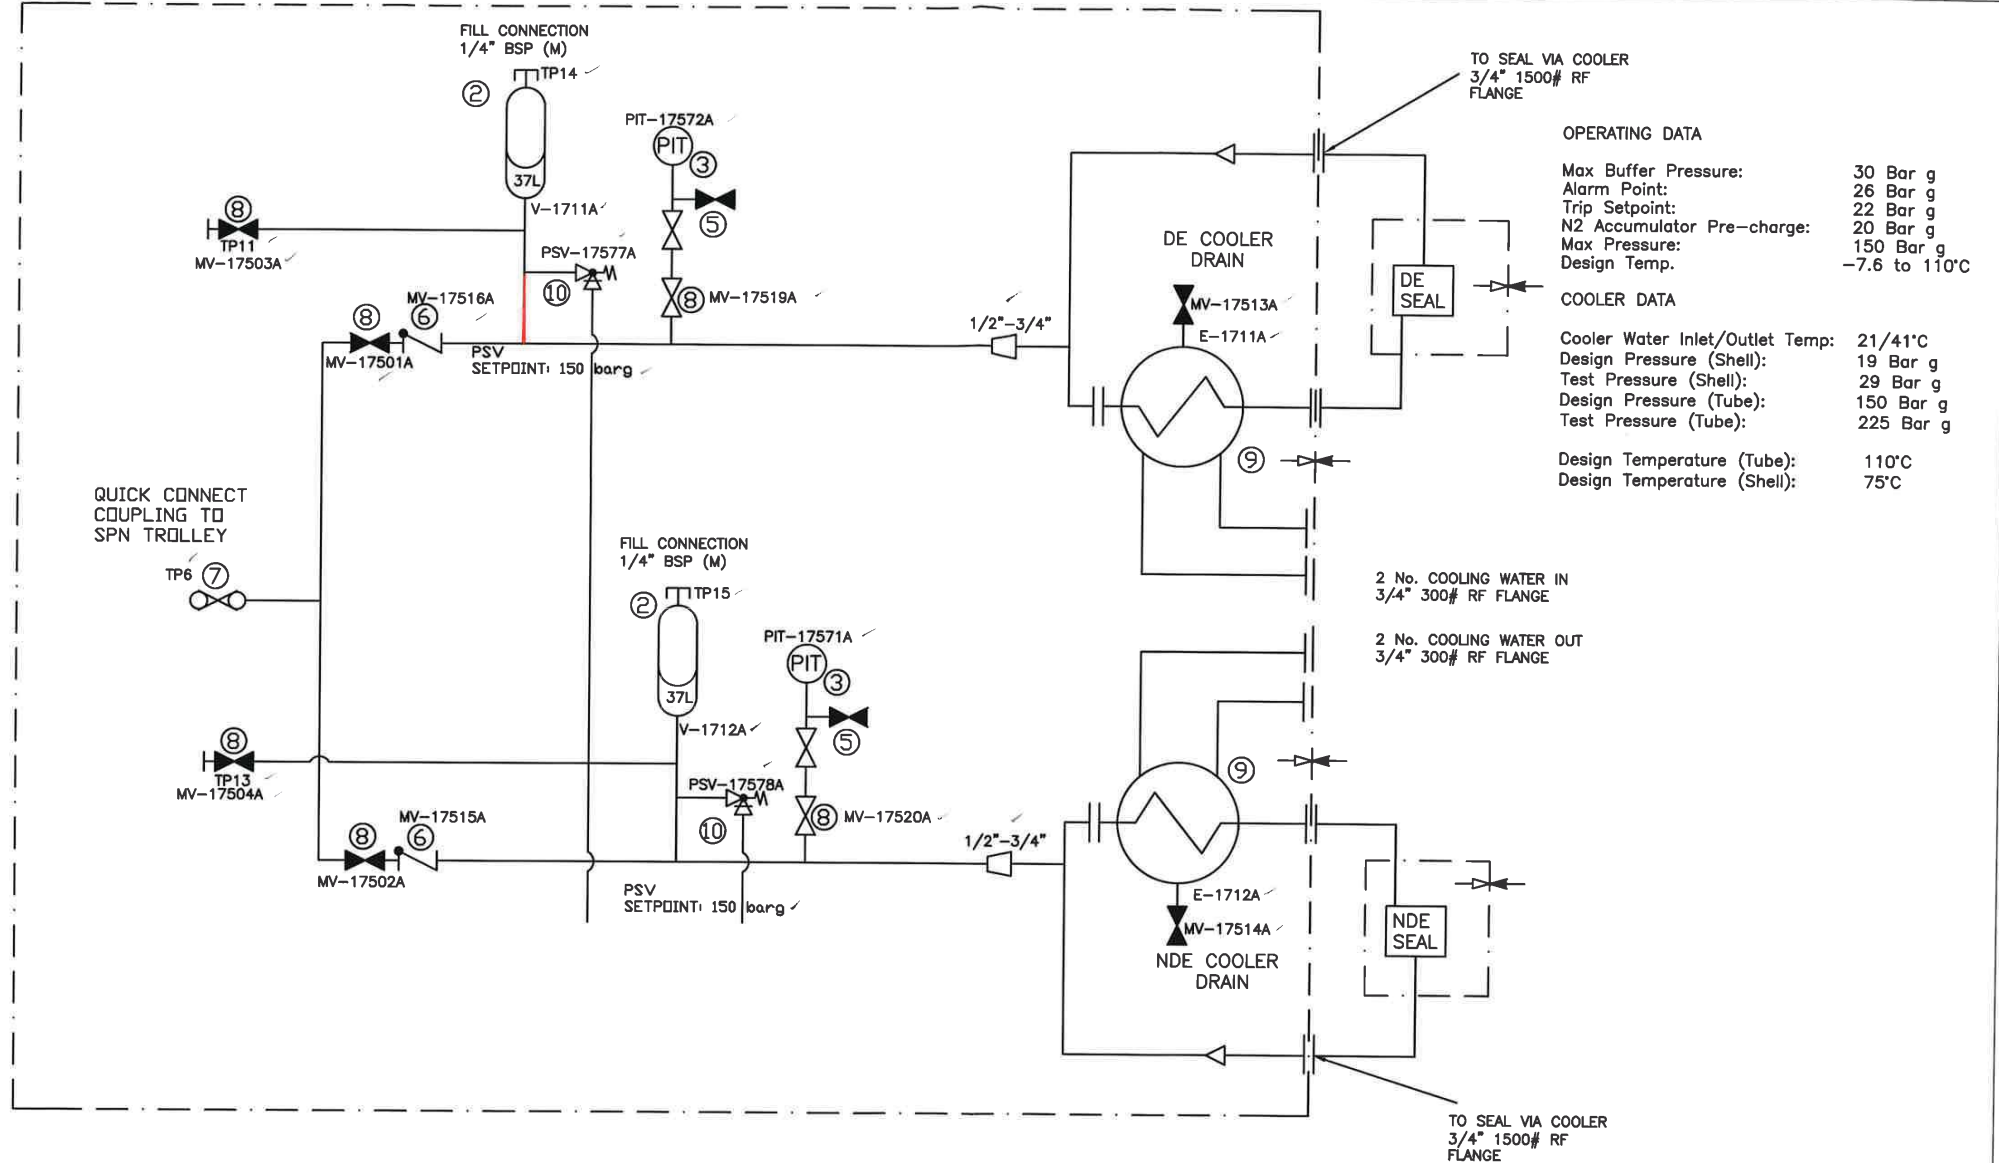 FILL CONNECTION
1/4" BSP (M)
TP14
2
37L
V-1711A
PIT-17572A
PIT
3
5
8
TP11
MV-17503A
PSV-17577A
10
8
MV-17519A
MV-17516A
8
6
MV-17501A
PSV
SETPOINT: 150 barg
1/2"-3/4"
DE COOLER
DRAIN
MV-17513A
E-1711A
9
DE
SEAL
TO SEAL VIA COOLER
3/4" 1500# RF
FLANGE
OPERATING DATA
Max Buffer Pressure: 30 Bar g
Alarm Point: 26 Bar g
Trip Setpoint: 22 Bar g
N2 Accumulator Pre-charge: 20 Bar g
Max Pressure: 150 Bar g
Design Temp. -7.6 to 110°C
COOLER DATA
Cooler Water Inlet/Outlet Temp: 21/41°C
Design Pressure (Shell): 19 Bar g
Test Pressure (Shell): 29 Bar g
Design Pressure (Tube): 150 Bar g
Test Pressure (Tube): 225 Bar g
Design Temperature (Tube): 110°C
Design Temperature (Shell): 75°C
QUICK CONNECT
COUPLING TO
SPN TROLLEY
TP6
7
FILL CONNECTION
1/4" BSP (M)
2
TP15
37L
V-1712A
PIT-17571A
PIT
3
5
2 No. COOLING WATER IN
3/4" 300# RF FLANGE
2 No. COOLING WATER OUT
3/4" 300# RF FLANGE
8
TP13
MV-17504A
PSV-17578A
10
8
MV-17520A
MV-17515A
8
6
MV-17502A
PSV
SETPOINT: 150 barg
1/2"-3/4"
9
E-1712A
MV-17514A
NDE COOLER
DRAIN
NDE
SEAL
TO SEAL VIA COOLER
3/4" 1500# RF
FLANGE